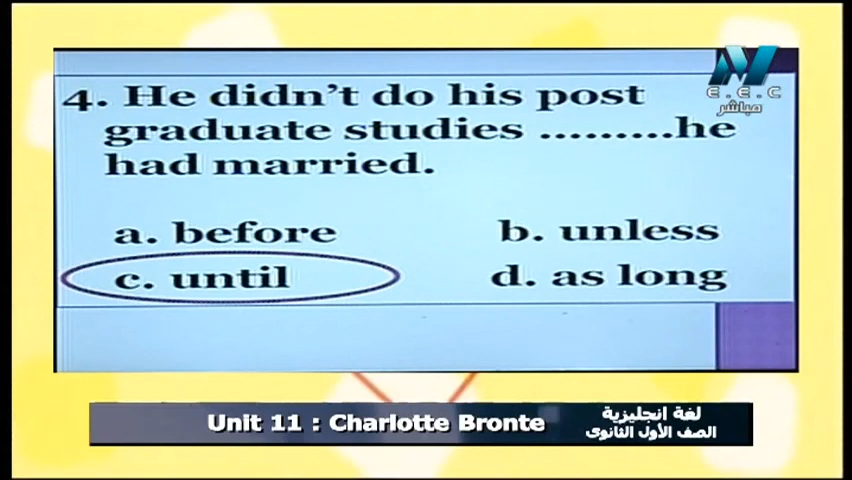 4. He didn't do his post
graduate studies .........he
had married.
a. before
b. unless
c. until
d. as long
E.E.C
مباشر
Unit 11 : Charlotte Bronte
لغة انجليزية
الصف الأول الثانوى